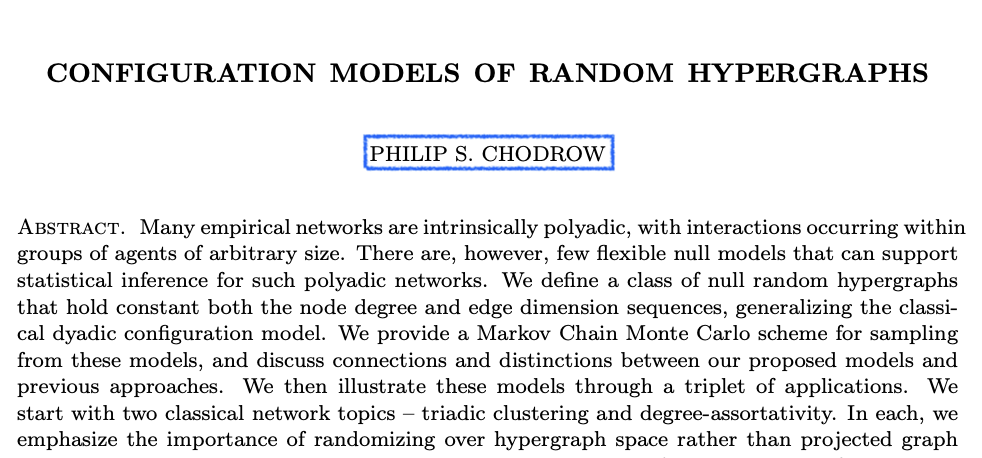 CONFIGURATION MODELS OF RANDOM HYPERGRAPHS
PHILIP S. CHODROW
ABSTRACT. Many empirical networks are intrinsically polyadic, with interactions occurring within
groups of agents of arbitrary size. There are, however, few flexible null models that can support
statistical inference for such polyadic networks. We define a class of null random hypergraphs
that hold constant both the node degree and edge dimension sequences, generalizing the classi-
cal dyadic configuration model. We provide a Markov Chain Monte Carlo scheme for sampling
from these models, and discuss connections and distinctions between our proposed models and
previous approaches. We then illustrate these models through a triplet of applications. We
start with two classical network topics – triadic clustering and degree-assortativity. In each, we
emphasize the importance of randomizing over hypergraph space rather than projected graph